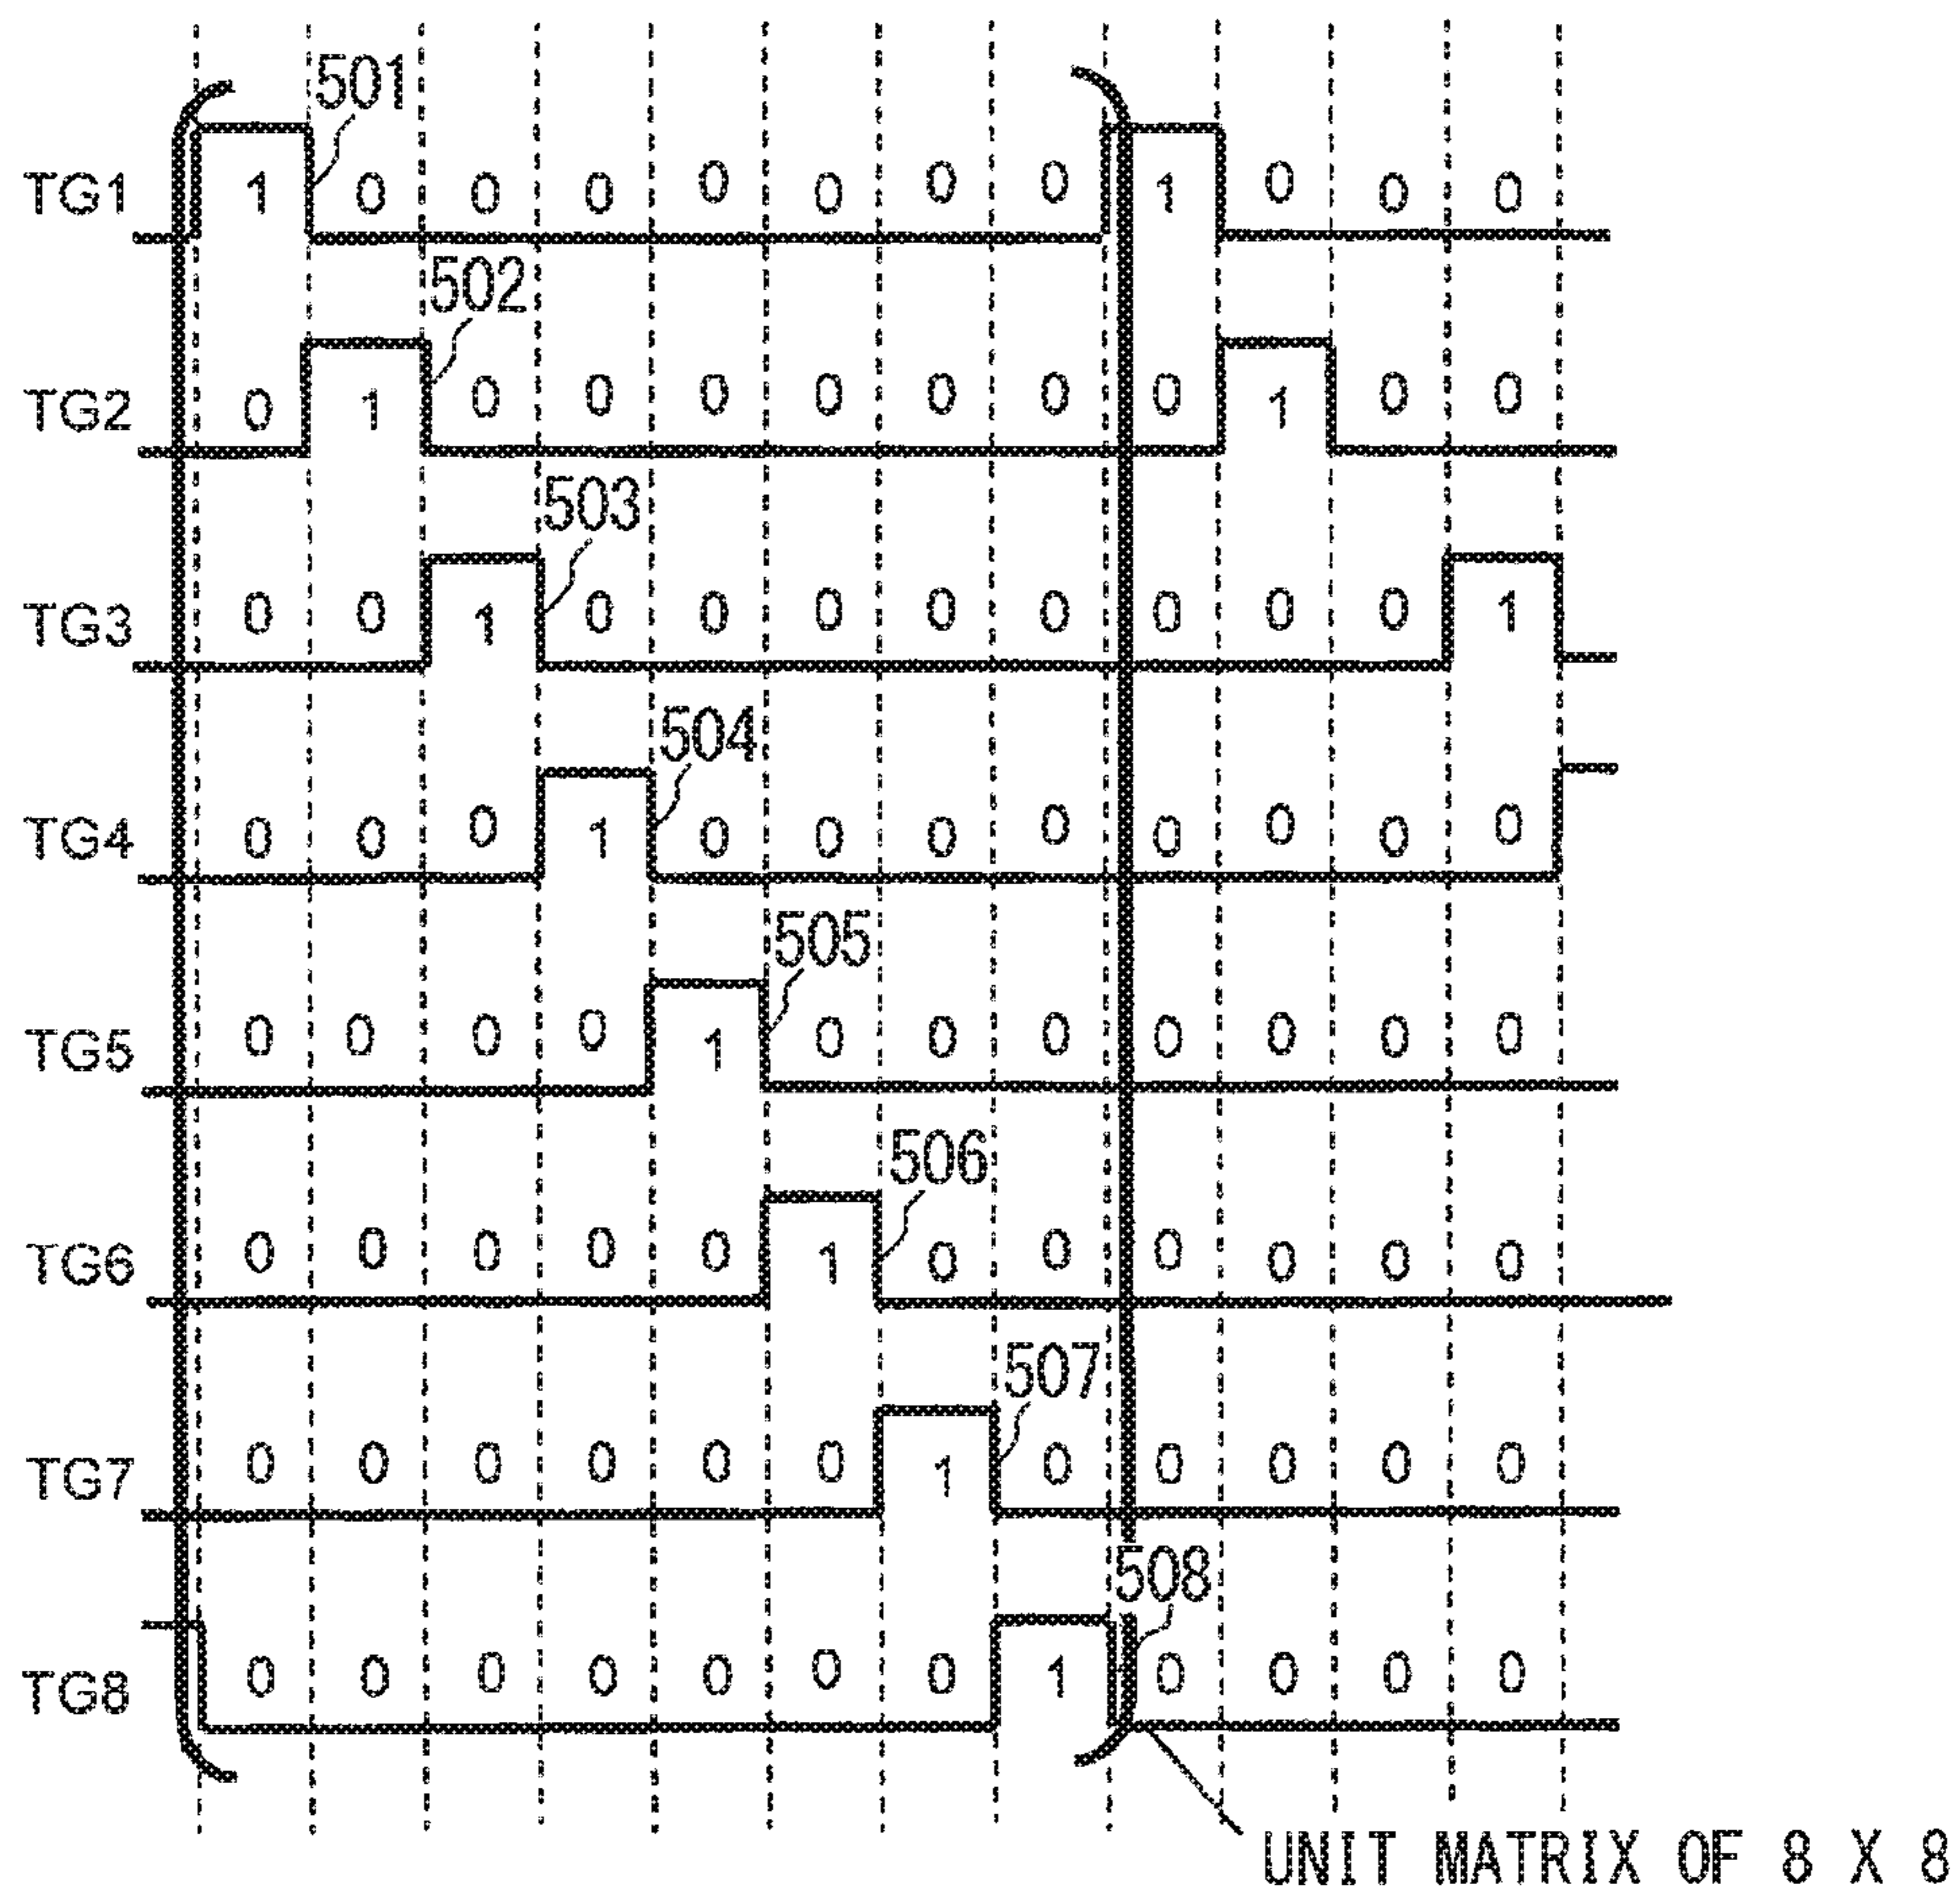 501
TG1 1 0 0 0 0 0 0 0 1 0 0 0
502
TG2 0 1 0 0 0 0 0 0 0 1 0 0
503
TG3 0 0 1 0 0 0 0 0 0 0 0 1
504
TG4 0 0 0 1 0 0 0 0 0 0 0 0
505
TG5 0 0 0 0 1 0 0 0 0 0 0 0
506
TG6 0 0 0 0 0 1 0 0 0 0 0 0
507
TG7 0 0 0 0 0 0 1 0 0 0 0 0
508
TG8 0 0 0 0 0 0 0 1 0 0 0 0
UNIT MATRIX OF 8 X 8